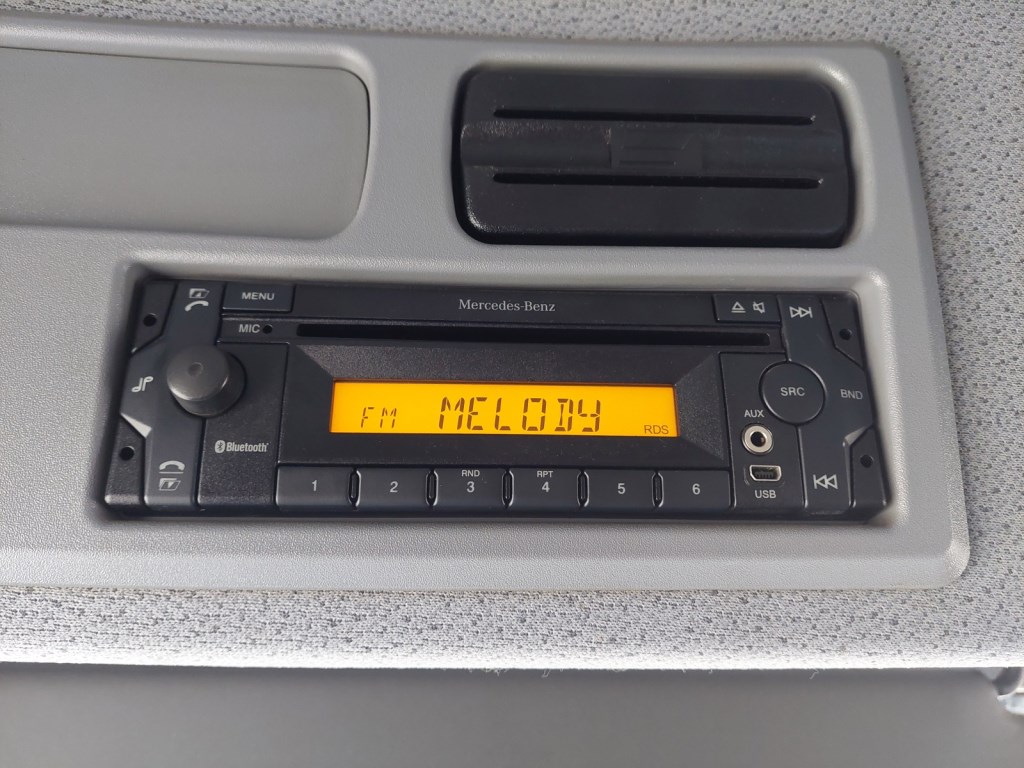 MENU
Mercedes-Benz
MIC
SRC
BND
AUX
FM MELODY
RDS
Bluetooth
RND
RPT
1 2 3 4 5 6
USB